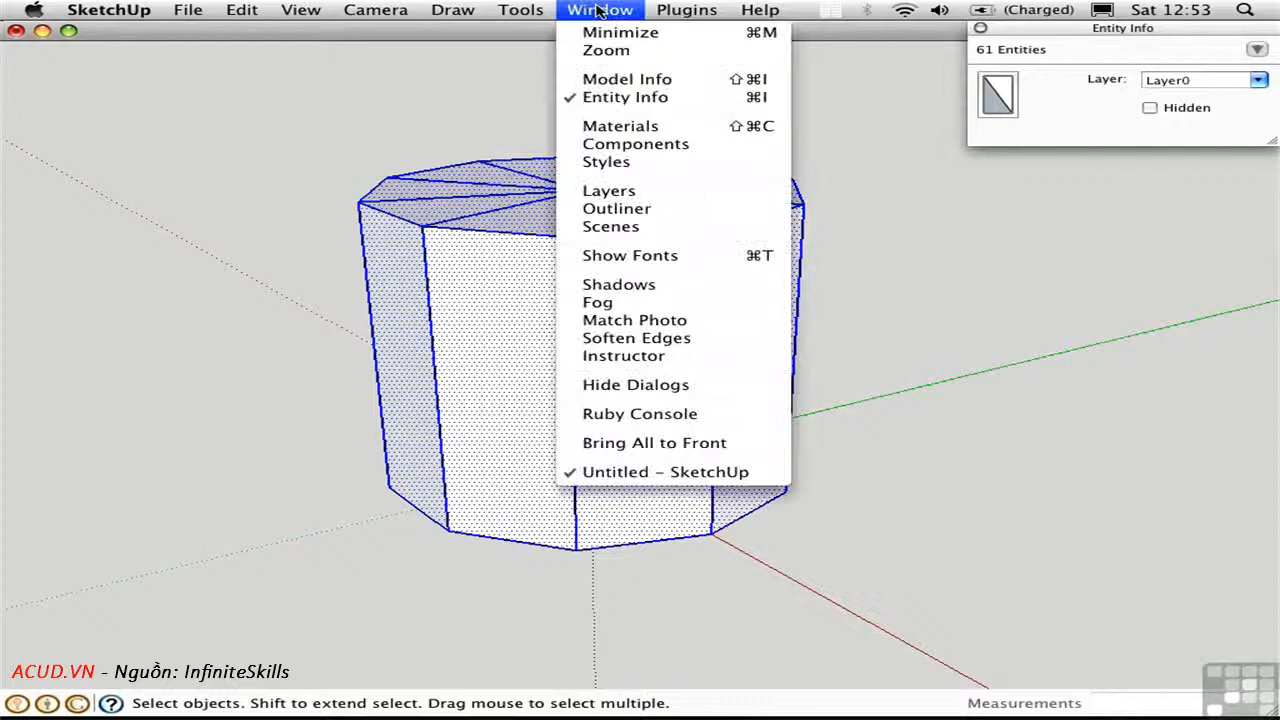 SketchUp File Edit View Camera Draw Tools Window Plugins Help (Charged) Sat 12:53
Entity Info
61 Entities
Layer: Layer0
Hidden
Minimize ⌘M
Zoom
Model Info ⇧⌘I
✓ Entity Info ⌘I
Materials ⇧⌘C
Components
Styles
Layers
Outliner
Scenes
Show Fonts ⌘T
Shadows
Fog
Match Photo
Soften Edges
Instructor
Hide Dialogs
Ruby Console
Bring All to Front
✓ Untitled – SketchUp
ACUD.VN - Nguồn: InfiniteSkills
Select objects. Shift to extend select. Drag mouse to select multiple. Measurements